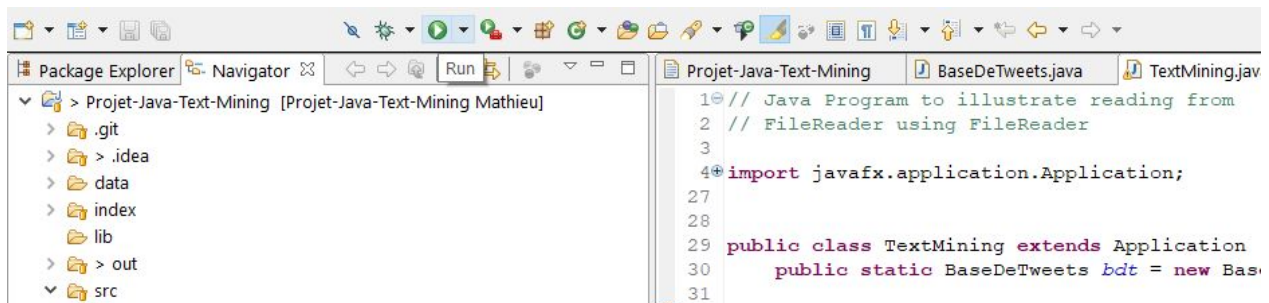 Run
Package Explorer
Navigator
> Projet-Java-Text-Mining [Projet-Java-Text-Mining Mathieu]
.git
> .idea
data
index
lib
> out
src
Projet-Java-Text-Mining
BaseDeTweets.java
TextMining.jav
1 // Java Program to illustrate reading from
2 // FileReader using FileReader
3
4 import javafx.application.Application;
27
28
29 public class TextMining extends Application
30 public static BaseDeTweets bdt = new Bas
31